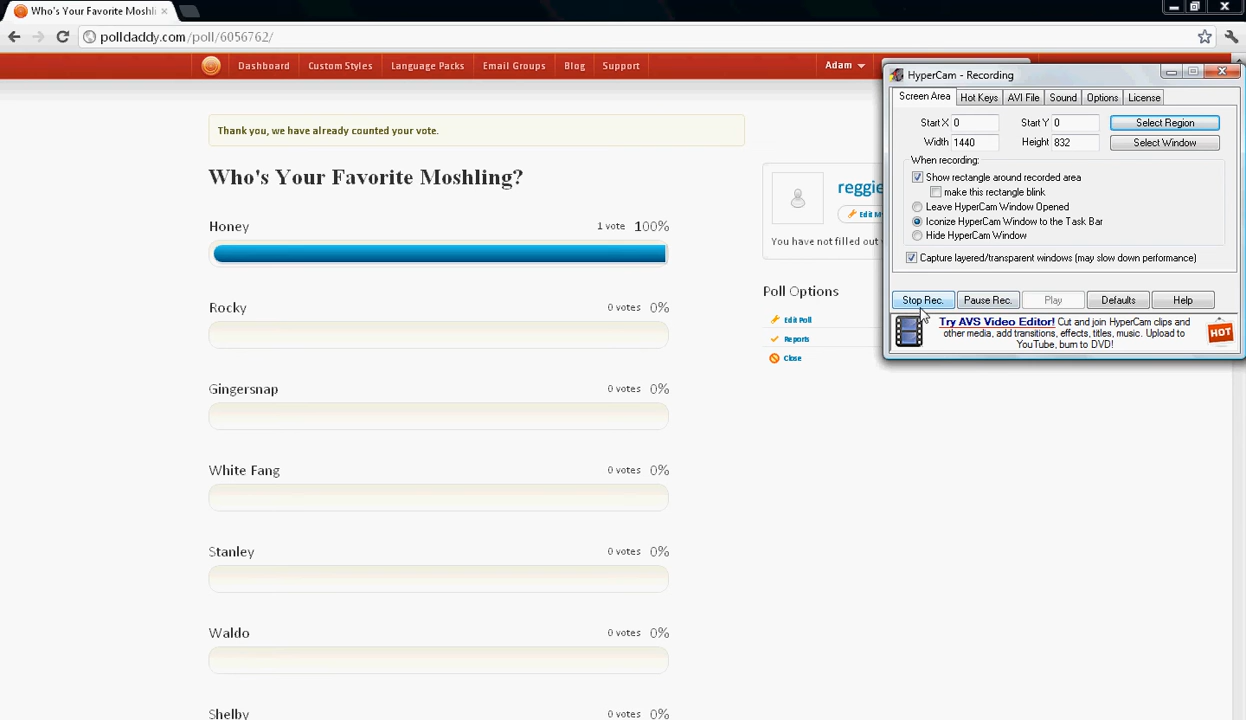 Who's Your Favorite Moshli
polldaddy.com/poll/6056762/
Dashboard Custom Styles Language Packs Email Groups Blog Support Adam
Thank you, we have already counted your vote.
Who's Your Favorite Moshling?
Honey 1 vote 100%
Rocky 0 votes 0%
Gingersnap 0 votes 0%
White Fang 0 votes 0%
Stanley 0 votes 0%
Waldo 0 votes 0%
Shelby
reggie
Edit M
You have not filled out
Poll Options
Edit Poll
Reports
Close
HyperCam - Recording
Screen Area Hot Keys AVI File Sound Options License
Start X 0 Start Y 0 Select Region
Width 1440 Height 832 Select Window
When recording:
Show rectangle around recorded area
make this rectangle blink
Leave HyperCam Window Opened
Iconize HyperCam Window to the Task Bar
Hide HyperCam Window
Capture layered/transparent windows (may slow down performance)
Stop Rec. Pause Rec. Play Defaults Help
Try AVS Video Editor! Cut and join HyperCam clips and
other media, add transitions, effects, titles, music. Upload to
YouTube, burn to DVD!
HOT